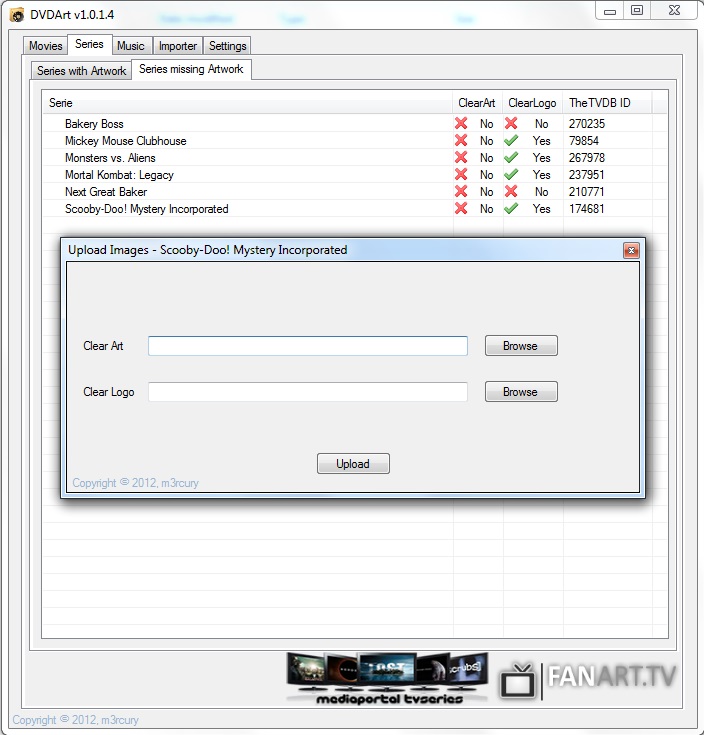 DVDArt v1.0.1.4
Movies Series Music Importer Settings
Series with Artwork Series missing Artwork
Serie ClearArt ClearLogo TheTVDB ID
Bakery Boss No No 270235
Mickey Mouse Clubhouse No Yes 79854
Monsters vs. Aliens No Yes 267978
Mortal Kombat: Legacy No Yes 237951
Next Great Baker No No 210771
Scooby-Doo! Mystery Incorporated No Yes 174681
Upload Images - Scooby-Doo! Mystery Incorporated
Clear Art Browse
Clear Logo Browse
Upload
Copyright © 2012, m3rcury
LOST
scrubs
mediaportal tvseries
FANART.TV
Copyright © 2012, m3rcury